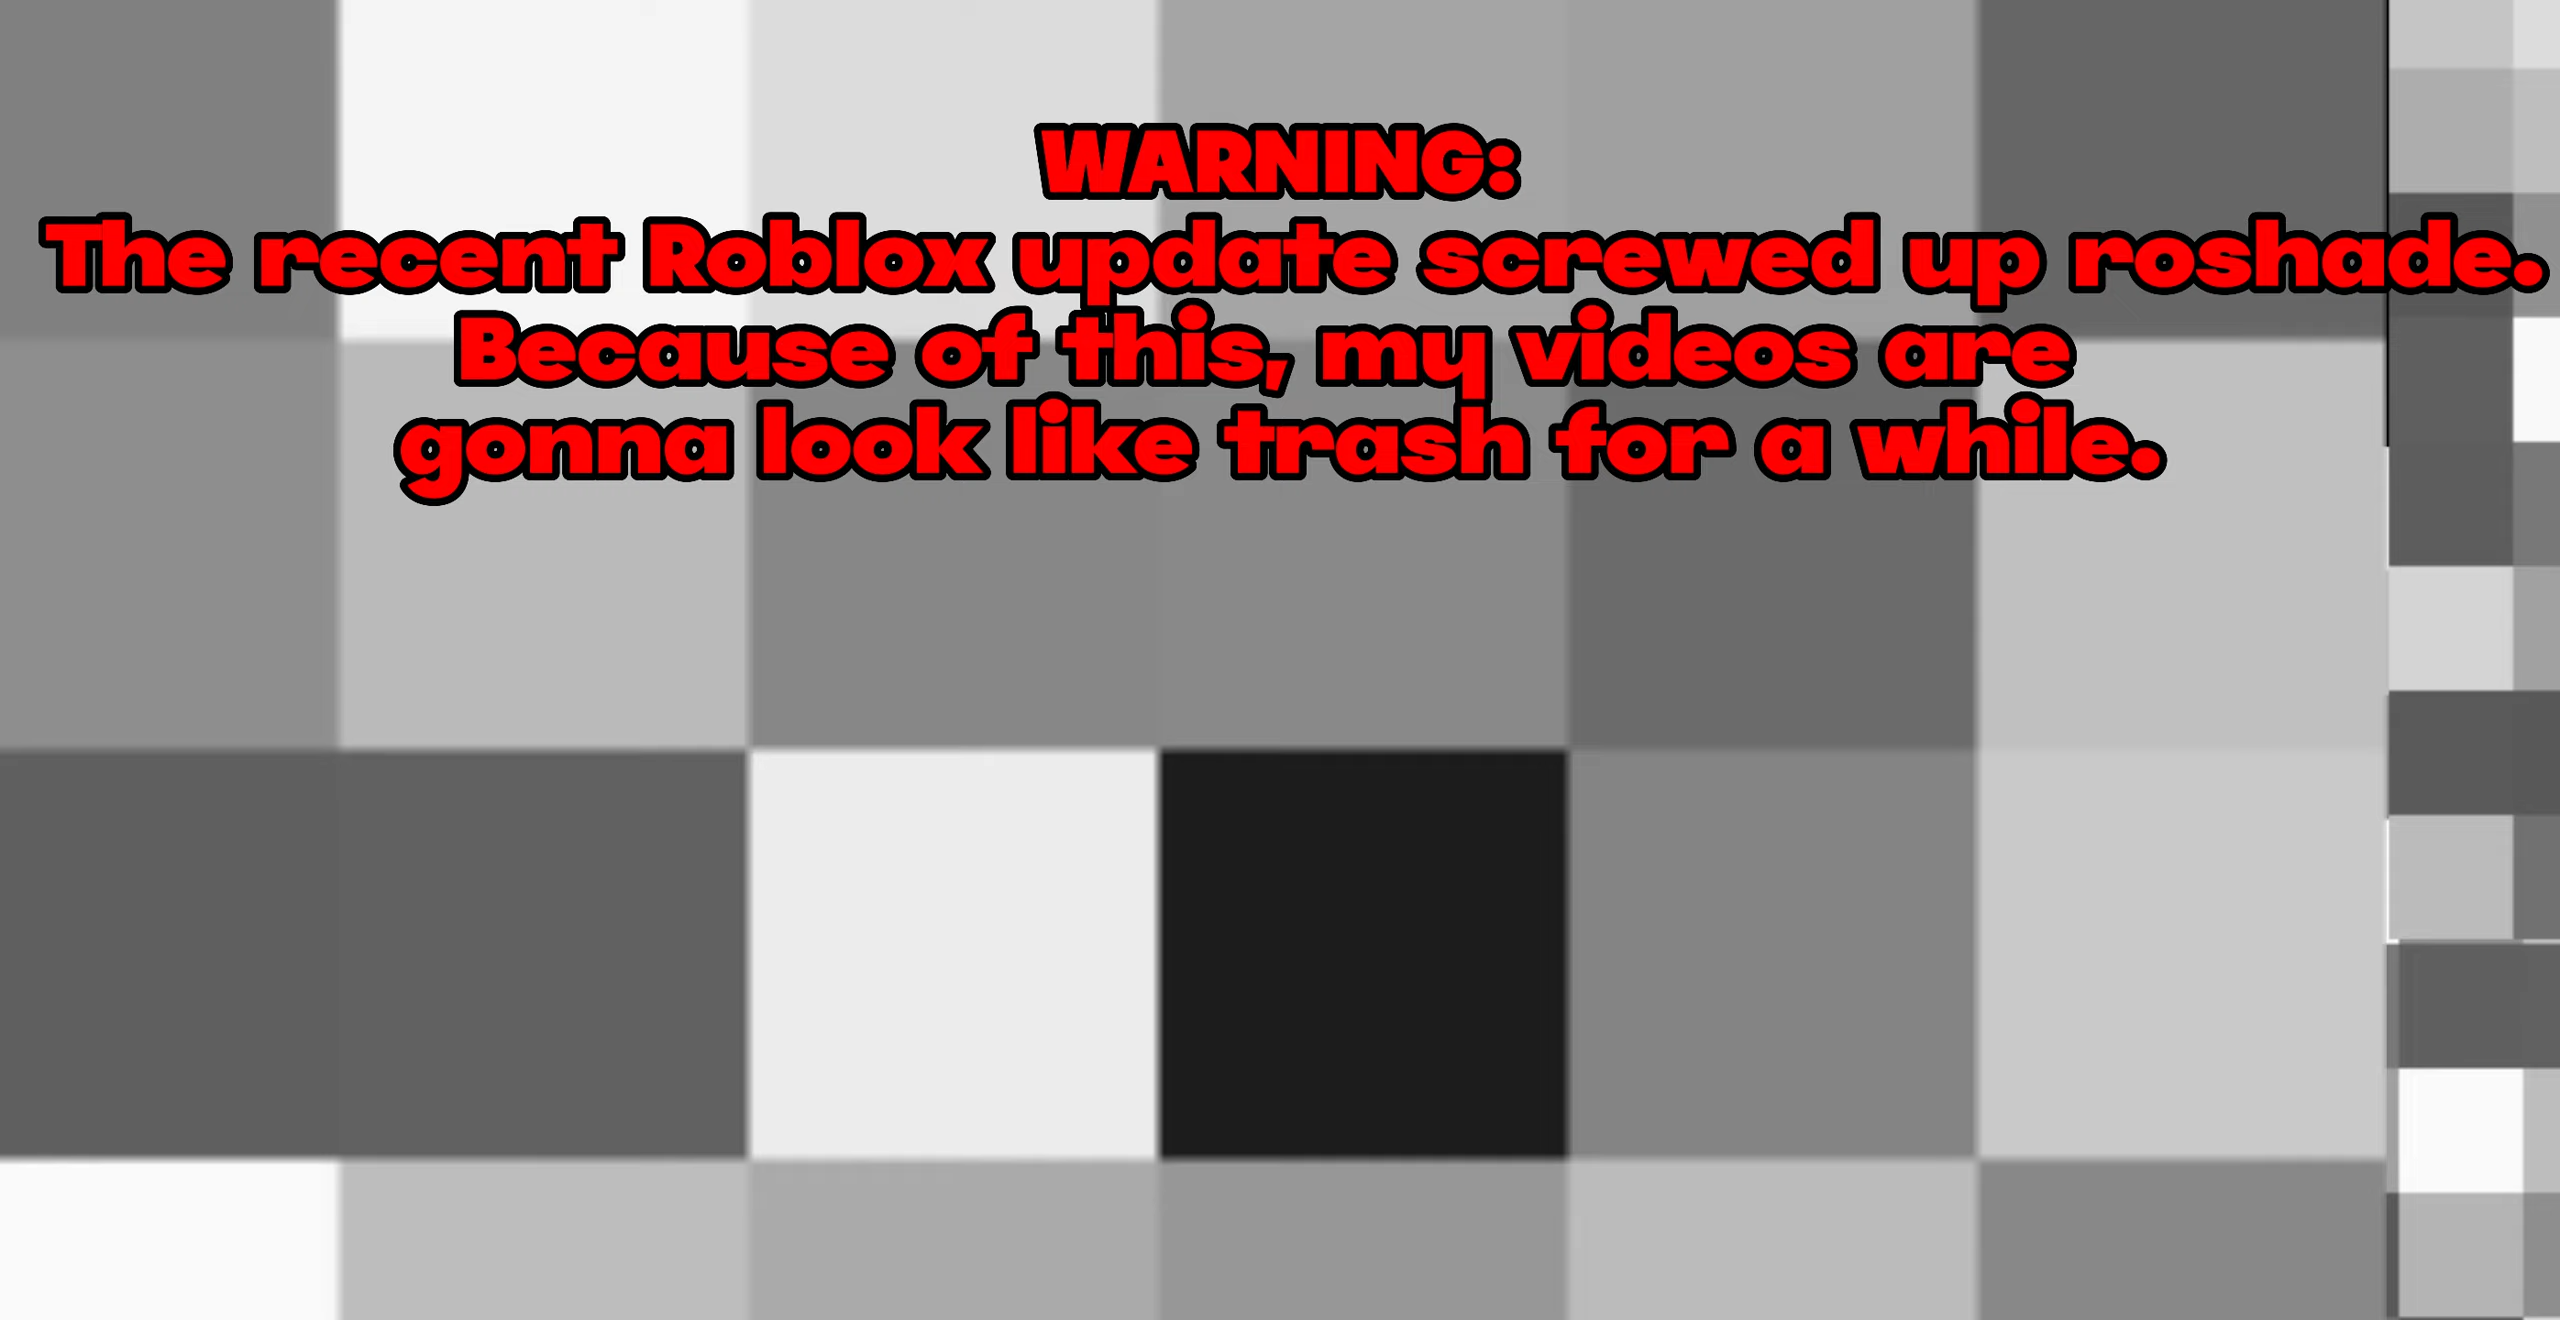 WARNING:
The recent Roblox update screwed up roshade.
Because of this, my videos are
gonna look like trash for a while.